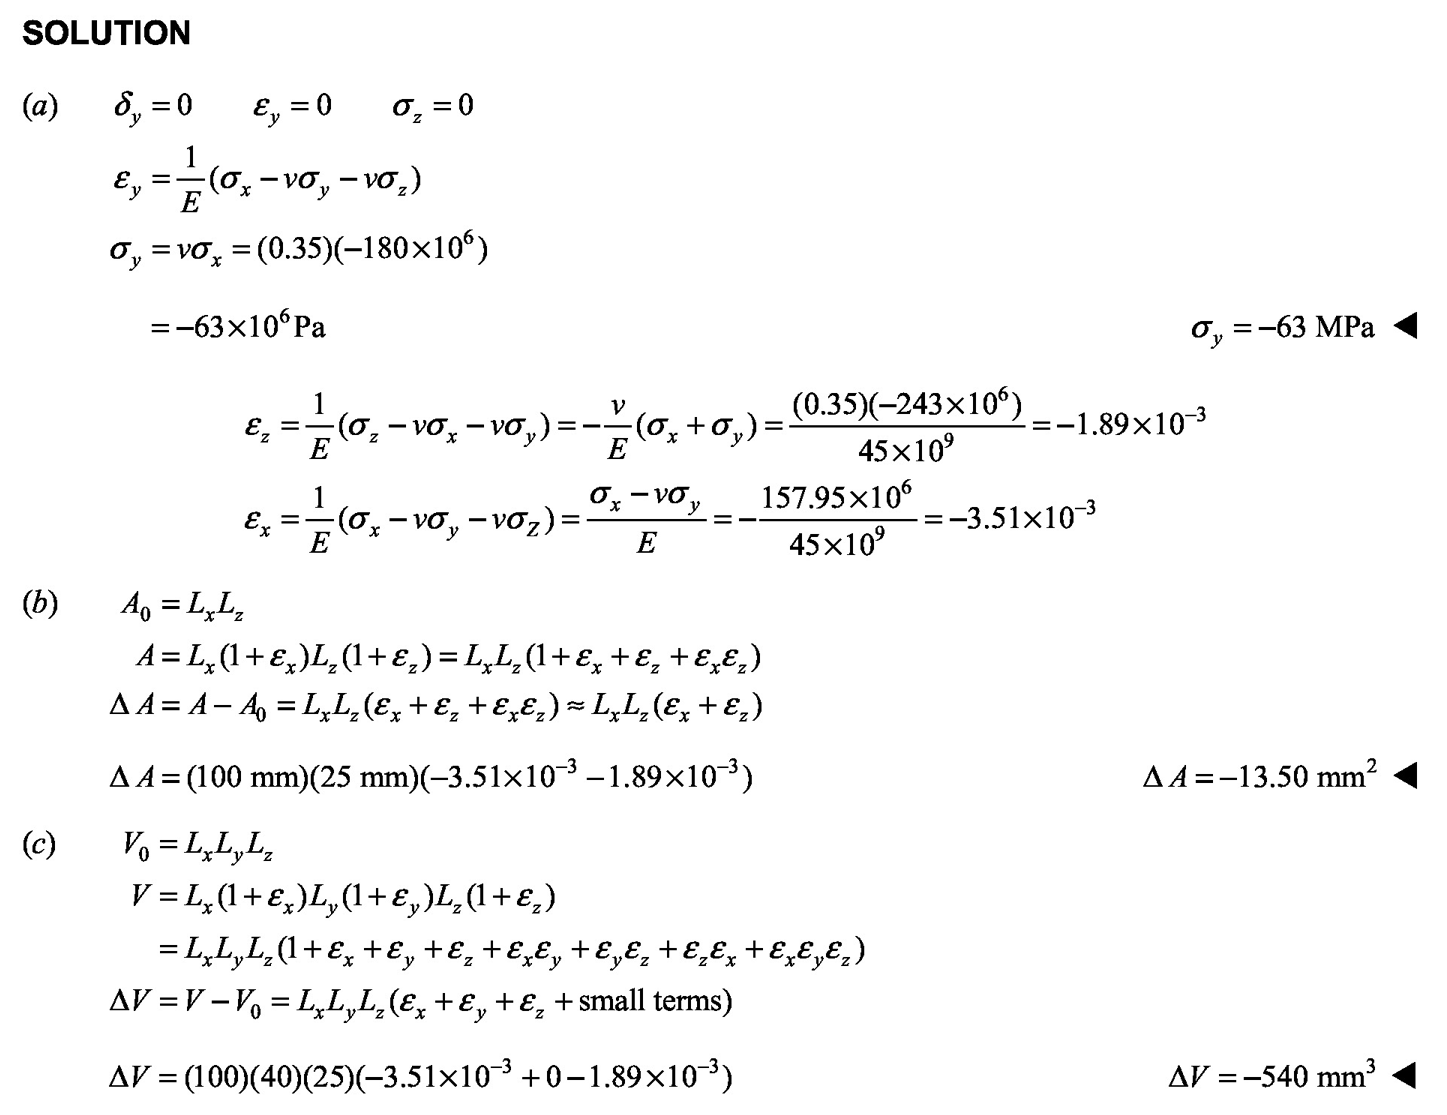 SOLUTION
(a) δ_y = 0 ε_y = 0 σ_z = 0
ε_y = \frac{1}{E}(σ_x − νσ_y − νσ_z)
σ_y = νσ_x = (0.35)(−180×10^6)
= −63×10^6 Pa σ_y = −63 MPa ◀
ε_z = \frac{1}{E}(σ_z − νσ_x − νσ_y) = −\frac{ν}{E}(σ_x + σ_y) = \frac{(0.35)(−243×10^6)}{45×10^9} = −1.89×10^{−3}
ε_x = \frac{1}{E}(σ_x − νσ_y − νσ_Z) = \frac{σ_x − νσ_y}{E} = −\frac{157.95×10^6}{45×10^9} = −3.51×10^{−3}
(b) A_0 = L_xL_z
A = L_x(1 + ε_x)L_z(1 + ε_z) = L_xL_z(1 + ε_x + ε_z + ε_xε_z)
Δ A = A − A_0 = L_xL_z(ε_x + ε_z + ε_xε_z) ≈ L_xL_z(ε_x + ε_z)
Δ A = (100 mm)(25 mm)(−3.51×10^{−3} − 1.89×10^{−3}) Δ A = −13.50 mm^2 ◀
(c) V_0 = L_xL_yL_z
V = L_x(1 + ε_x)L_y(1 + ε_y)L_z(1 + ε_z)
= L_xL_yL_z(1 + ε_x + ε_y + ε_z + ε_xε_y + ε_yε_z + ε_zε_x + ε_xε_yε_z)
ΔV = V − V_0 = L_xL_yL_z(ε_x + ε_y + ε_z + small terms)
ΔV = (100)(40)(25)(−3.51×10^{−3} + 0 − 1.89×10^{−3}) ΔV = −540 mm^3 ◀